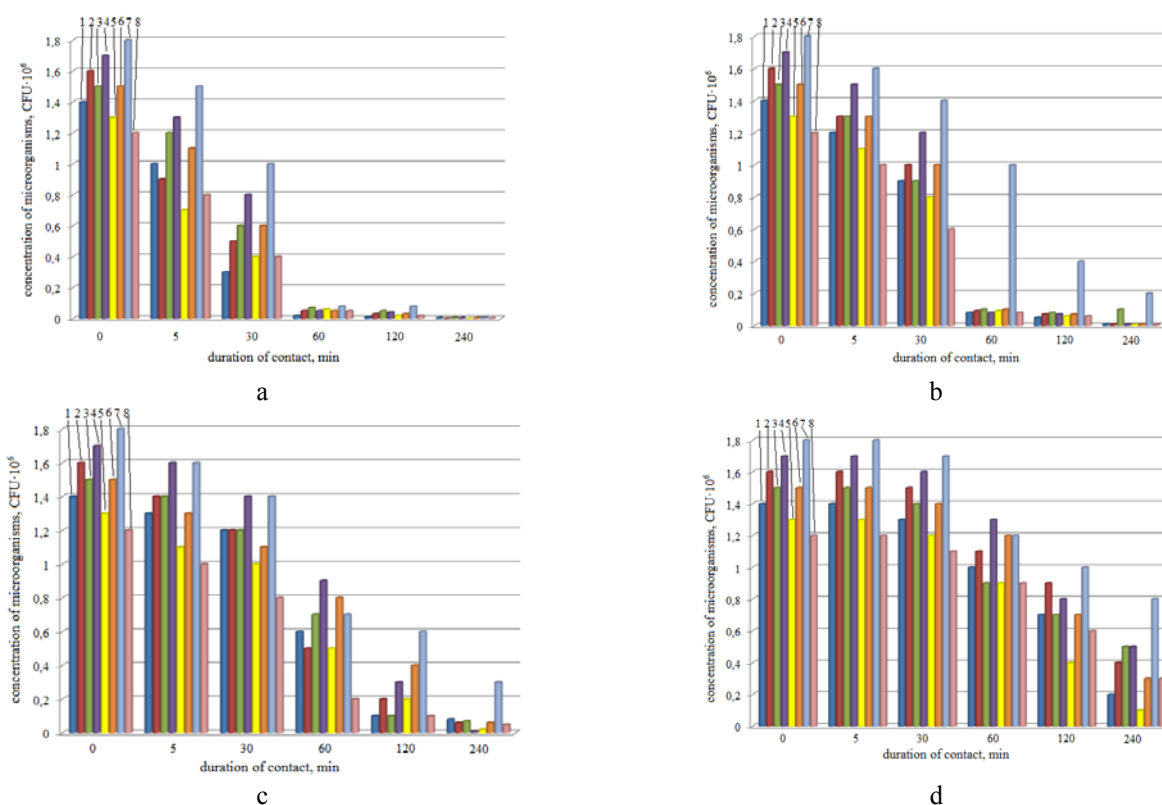 1 2 3 4 5 6 7 8
1,8
1,6
1,4
1,2
1
0,8
0,6
0,4
0,2
0
concentration of microorganisms, CFU·10⁶
0 5 30 60 120 240
duration of contact, min
a
1 2 3 4 5 6 7 8
1,8
1,6
1,4
1,2
1
0,8
0,6
0,4
0,2
0
concentration of microorganisms, CFU·10⁶
0 5 30 60 120 240
duration of contact, min
b
1 2 3 4 5 6 7 8
1,8
1,6
1,4
1,2
1
0,8
0,6
0,4
0,2
0
concentration of microorganisms, CFU·10⁶
0 5 30 60 120 240
duration of contact, min
c
1 2 3 4 5 6 7 8
1,8
1,6
1,4
1,2
1
0,8
0,6
0,4
0,2
0
concentration of microorganisms, CFU·10⁶
0 5 30 60 120 240
duration of contact, min
d